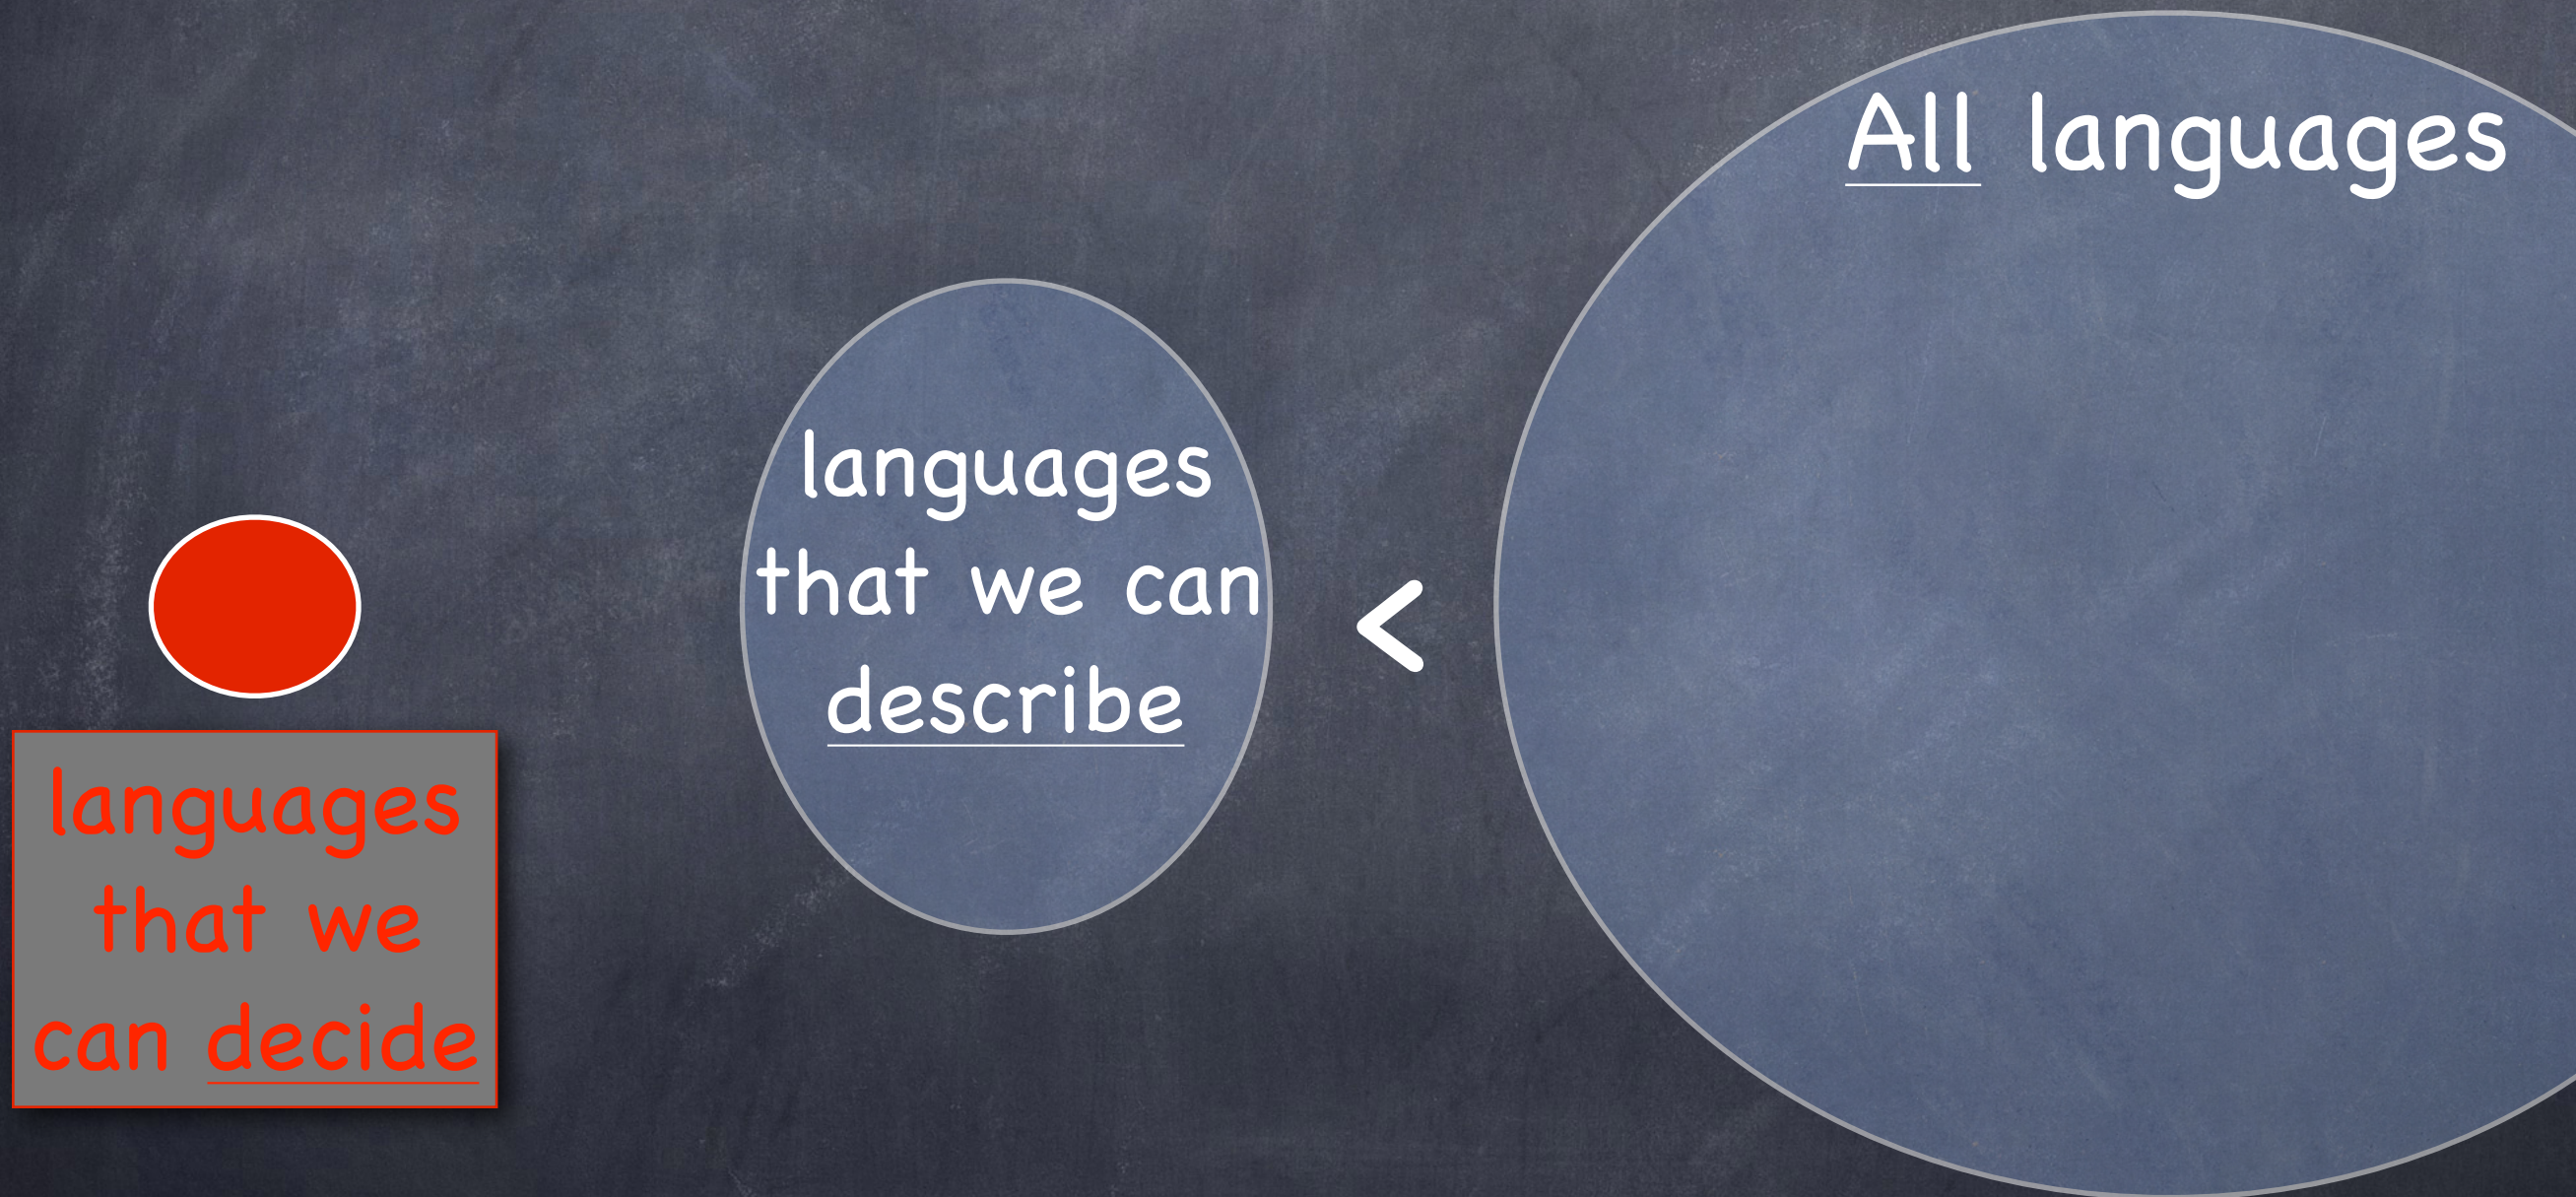 All languages
languages
that we can
describe
<
languages
that we
can decide